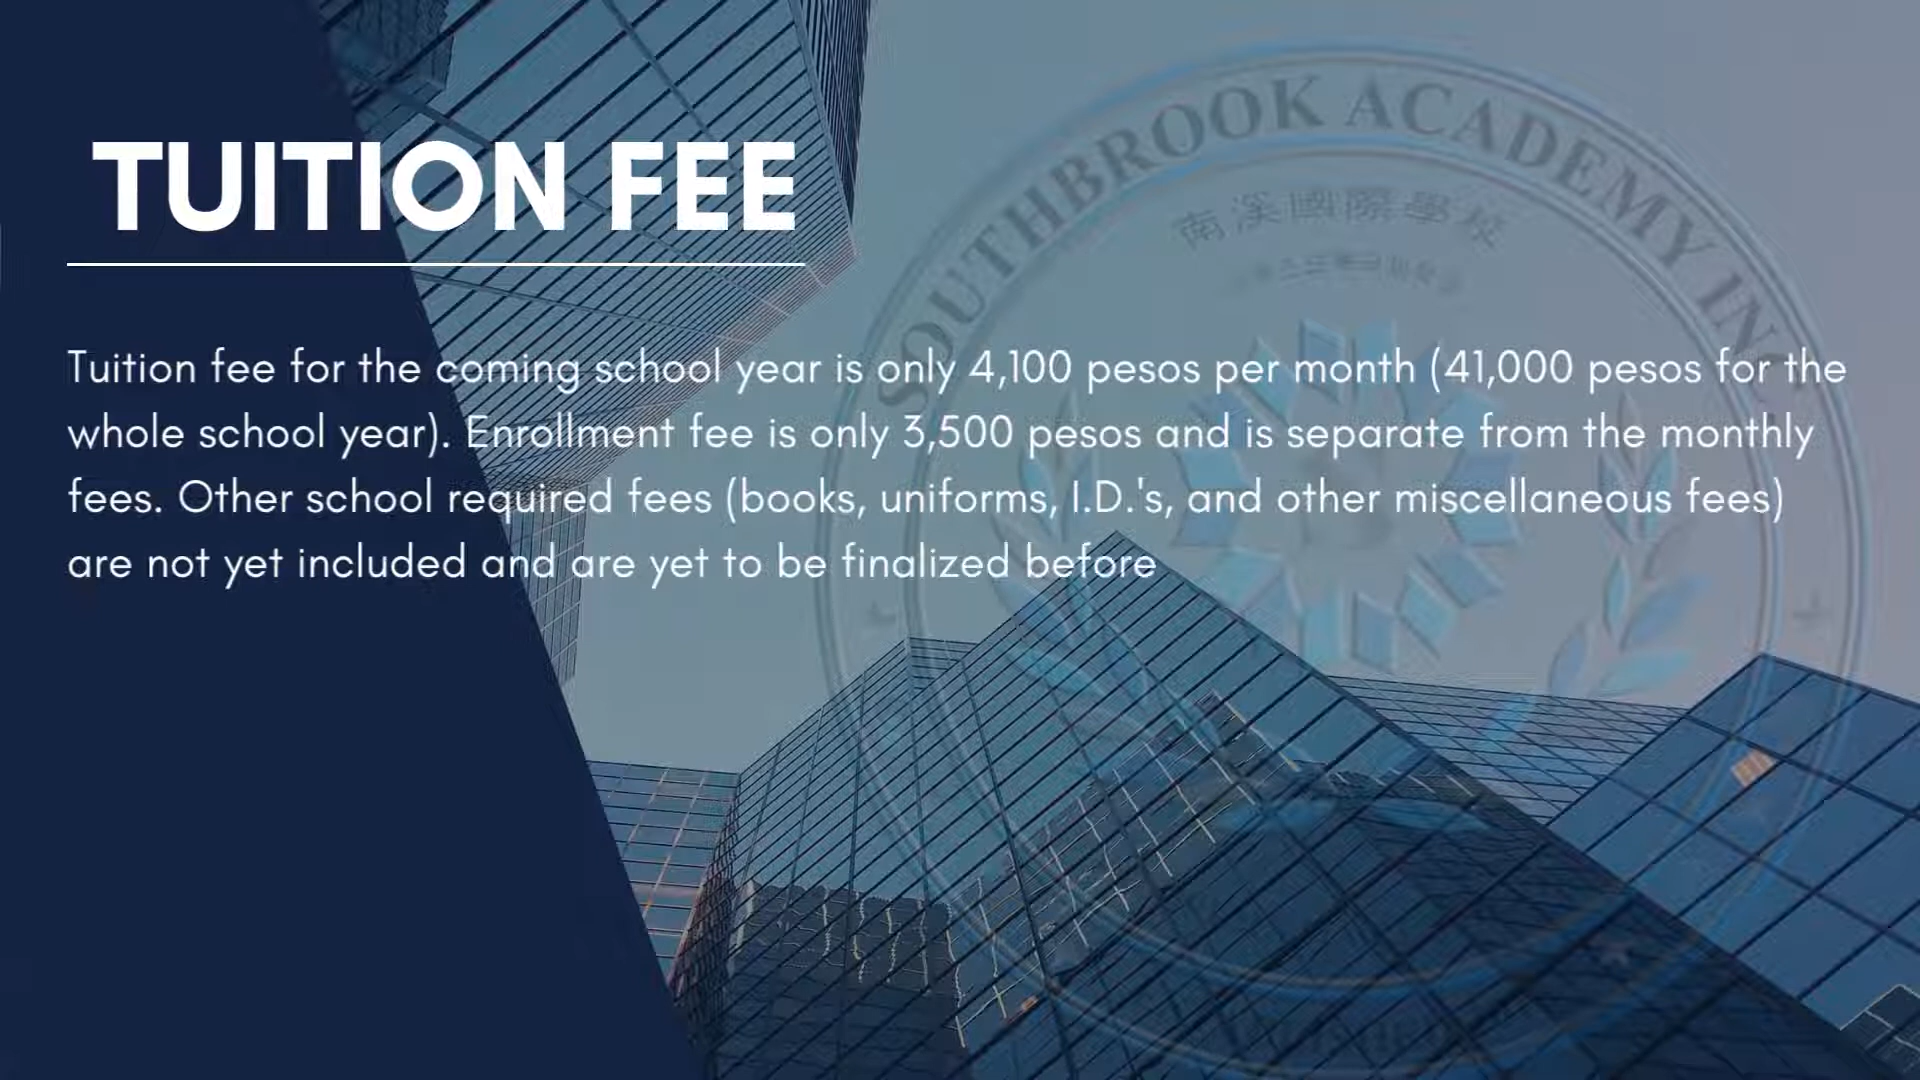 TUITION FEE
Tuition fee for the coming school year is only 4,100 pesos per month (41,000 pesos for the
whole school year). Enrollment fee is only 3,500 pesos and is separate from the monthly
fees. Other school required fees (books, uniforms, I.D.'s, and other miscellaneous fees)
are not yet included and are yet to be finalized before
SOUTHBROOK ACADEMY INC.
南溪國際學校